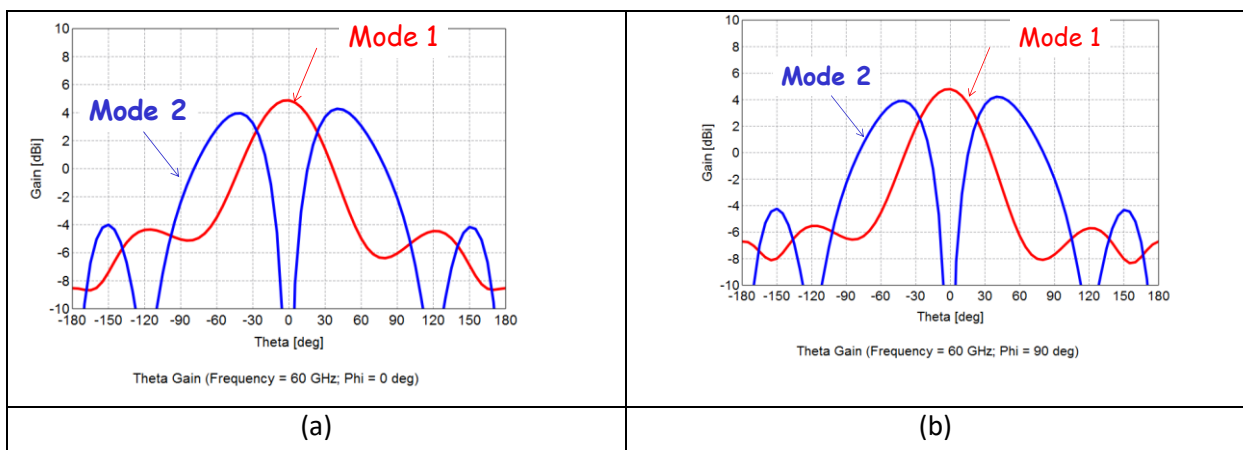 Mode 1
Mode 2
10
8
6
4
2
0
-2
-4
-6
-8
-10
Gain [dBi]
-180 -150 -120 -90 -60 -30 0 30 60 90 120 150 180
Theta [deg]
Theta Gain (Frequency = 60 GHz; Phi = 0 deg)
(a)
Mode 1
Mode 2
10
8
6
4
2
0
-2
-4
-6
-8
-10
Gain [dBi]
-180 -150 -120 -90 -60 -30 0 30 60 90 120 150 180
Theta [deg]
Theta Gain (Frequency = 60 GHz; Phi = 90 deg)
(b)